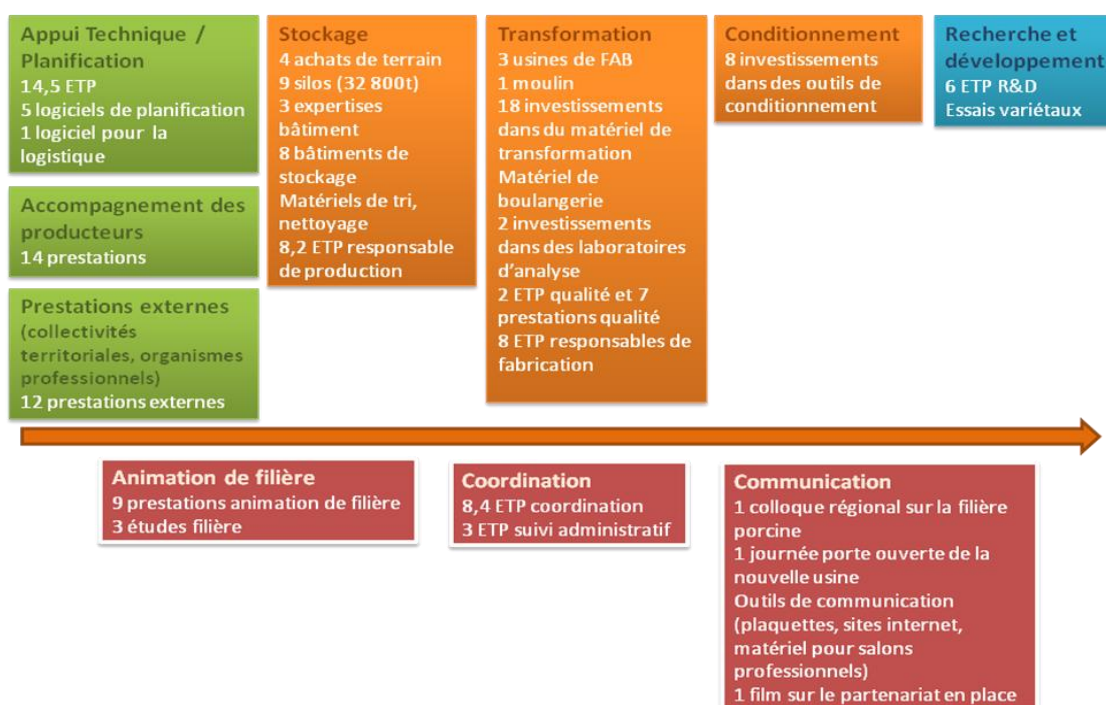 Appui Technique /
Planification
14,5 ETP
5 logiciels de planification
1 logiciel pour la
logistique
Accompagnement des
producteurs
14 prestations
Prestations externes
(collectivités
territoriales, organismes
professionnels)
12 prestations externes
Stockage
4 achats de terrain
9 silos (32 800t)
3 expertises
bâtiment
8 bâtiments de
stockage
Matériels de tri,
nettoyage
8,2 ETP responsable
de production
Transformation
3 usines de FAB
1 moulin
18 investissements
dans du matériel de
transformation
Matériel de
boulangerie
2 investissements
dans des laboratoires
d'analyse
2 ETP qualité et 7
prestations qualité
8 ETP responsables de
fabrication
Conditionnement
8 investissements
dans des outils de
conditionnement
Recherche et
développement
6 ETP R&D
Essais variétaux
Animation de filière
9 prestations animation de filière
3 études filière
Coordination
8,4 ETP coordination
3 ETP suivi administratif
Communication
1 colloque régional sur la filière
porcine
1 journée porte ouverte de la
nouvelle usine
Outils de communication
(plaquettes, sites internet,
matériel pour salons
professionnels)
1 film sur le partenariat en place